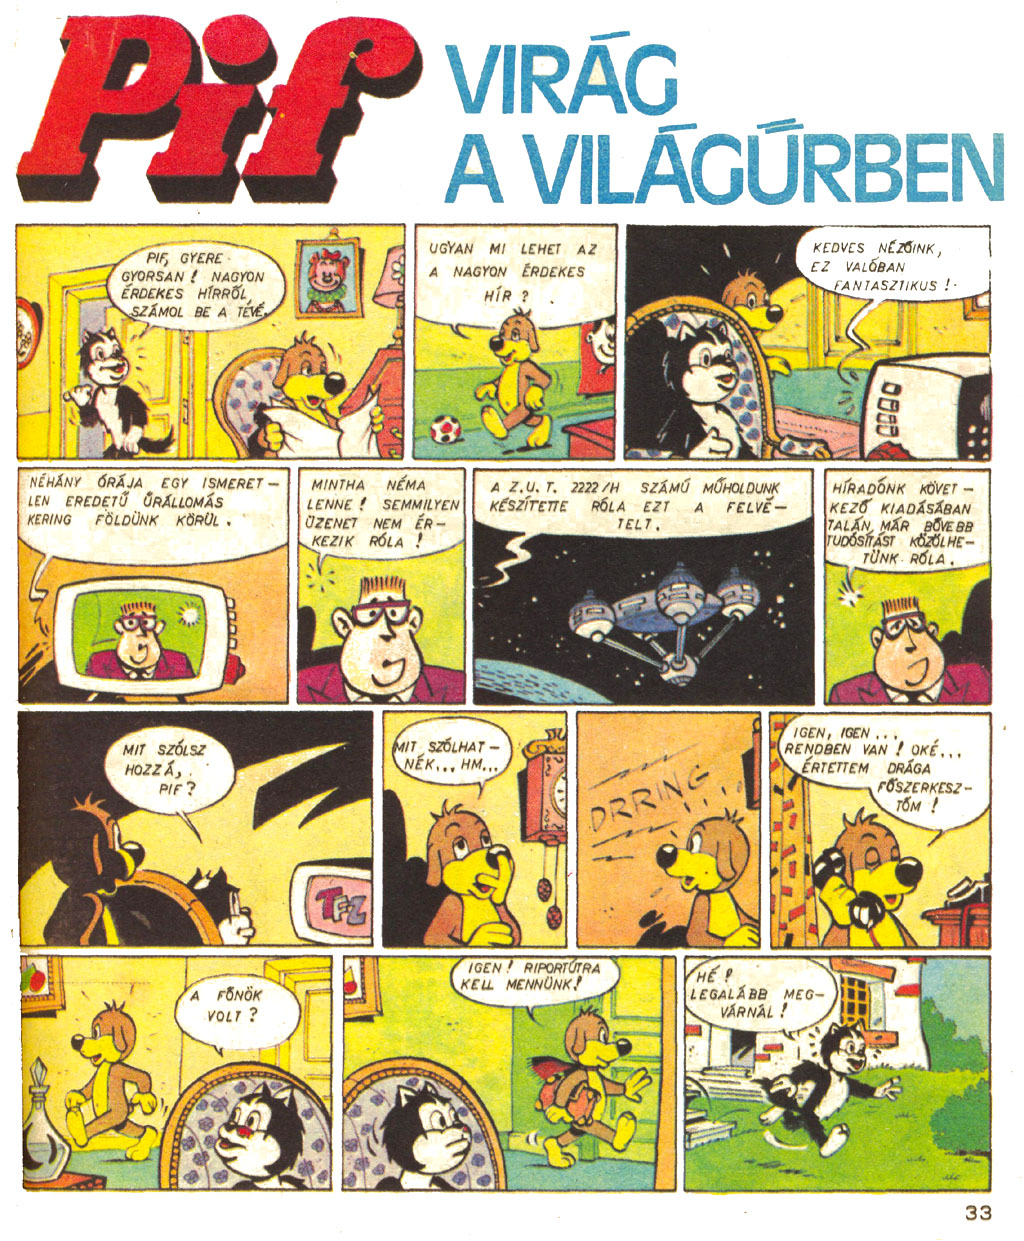 Pif
VIRÁG
A VILÁGŰRBEN
PIF, GYERE
GYORSAN! NAGYON
ÉRDEKES HÍRRŐL
SZÁMOL BE A TÉVÉ.
UGYAN MI LEHET AZ
A NAGYON ÉRDEKES
HÍR?
KEDVES NÉZŐINK,
EZ VALÓBAN
FANTASZTIKUS!
NÉHÁNY ÓRÁJA EGY ISMERET-
LEN EREDETŰ ŰRÁLLOMÁS
KERING FÖLDÜNK KÖRÜL.
MINTHA NÉMA
LENNE! SEMMILYEN
ÜZENET NEM ÉR-
KEZIK RÓLA!
A Z.U.T. 2222/H SZÁMÚ MŰHOLDUNK
KÉSZÍTETTE RÓLA EZT A FELVÉ-
TELT.
HÍRADÓNK KÖVET-
KEZŐ KIADÁSÁBAN
TALÁN MÁR BŐVEBB
TUDÓSÍTÁST KÖZÖLHE-
TÜNK RÓLA.
MIT SZÓLSZ
HOZZÁ,
PIF?
TFZ
MIT SZÓLHAT-
NÉK... HM...
DRRING
IGEN, IGEN...
RENDBEN VAN! OKÉ...
ÉRTETTEM DRÁGA
FŐSZERKESZ-
TŐM!
A FŐNÖK
VOLT?
IGEN! RIPORTÚTRA
KELL MENNÜNK!
HÉ!
LEGALÁBB MEG-
VÁRNÁL!
33